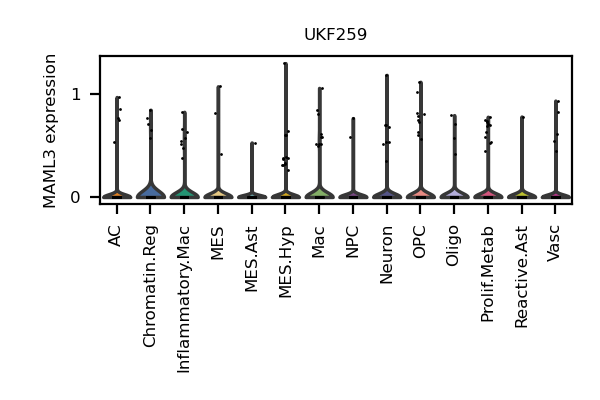 UKF259
MAML3 expression
1
0
AC
Chromatin.Reg
Inflammatory.Mac
MES
MES.Ast
MES.Hyp
Mac
NPC
Neuron
OPC
Oligo
Prolif.Metab
Reactive.Ast
Vasc